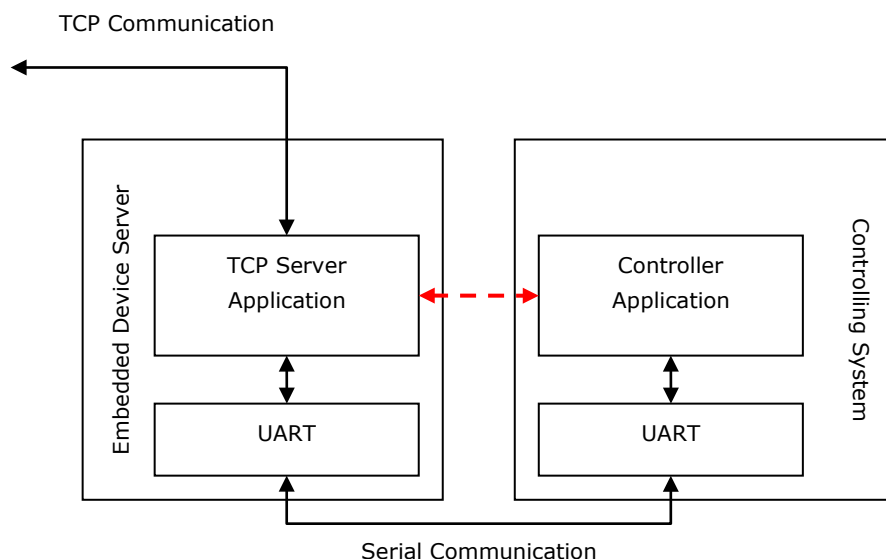 TCP Communication
Embedded Device Server
TCP Server
Application
UART
Controller
Application
UART
Controlling System
Serial Communication